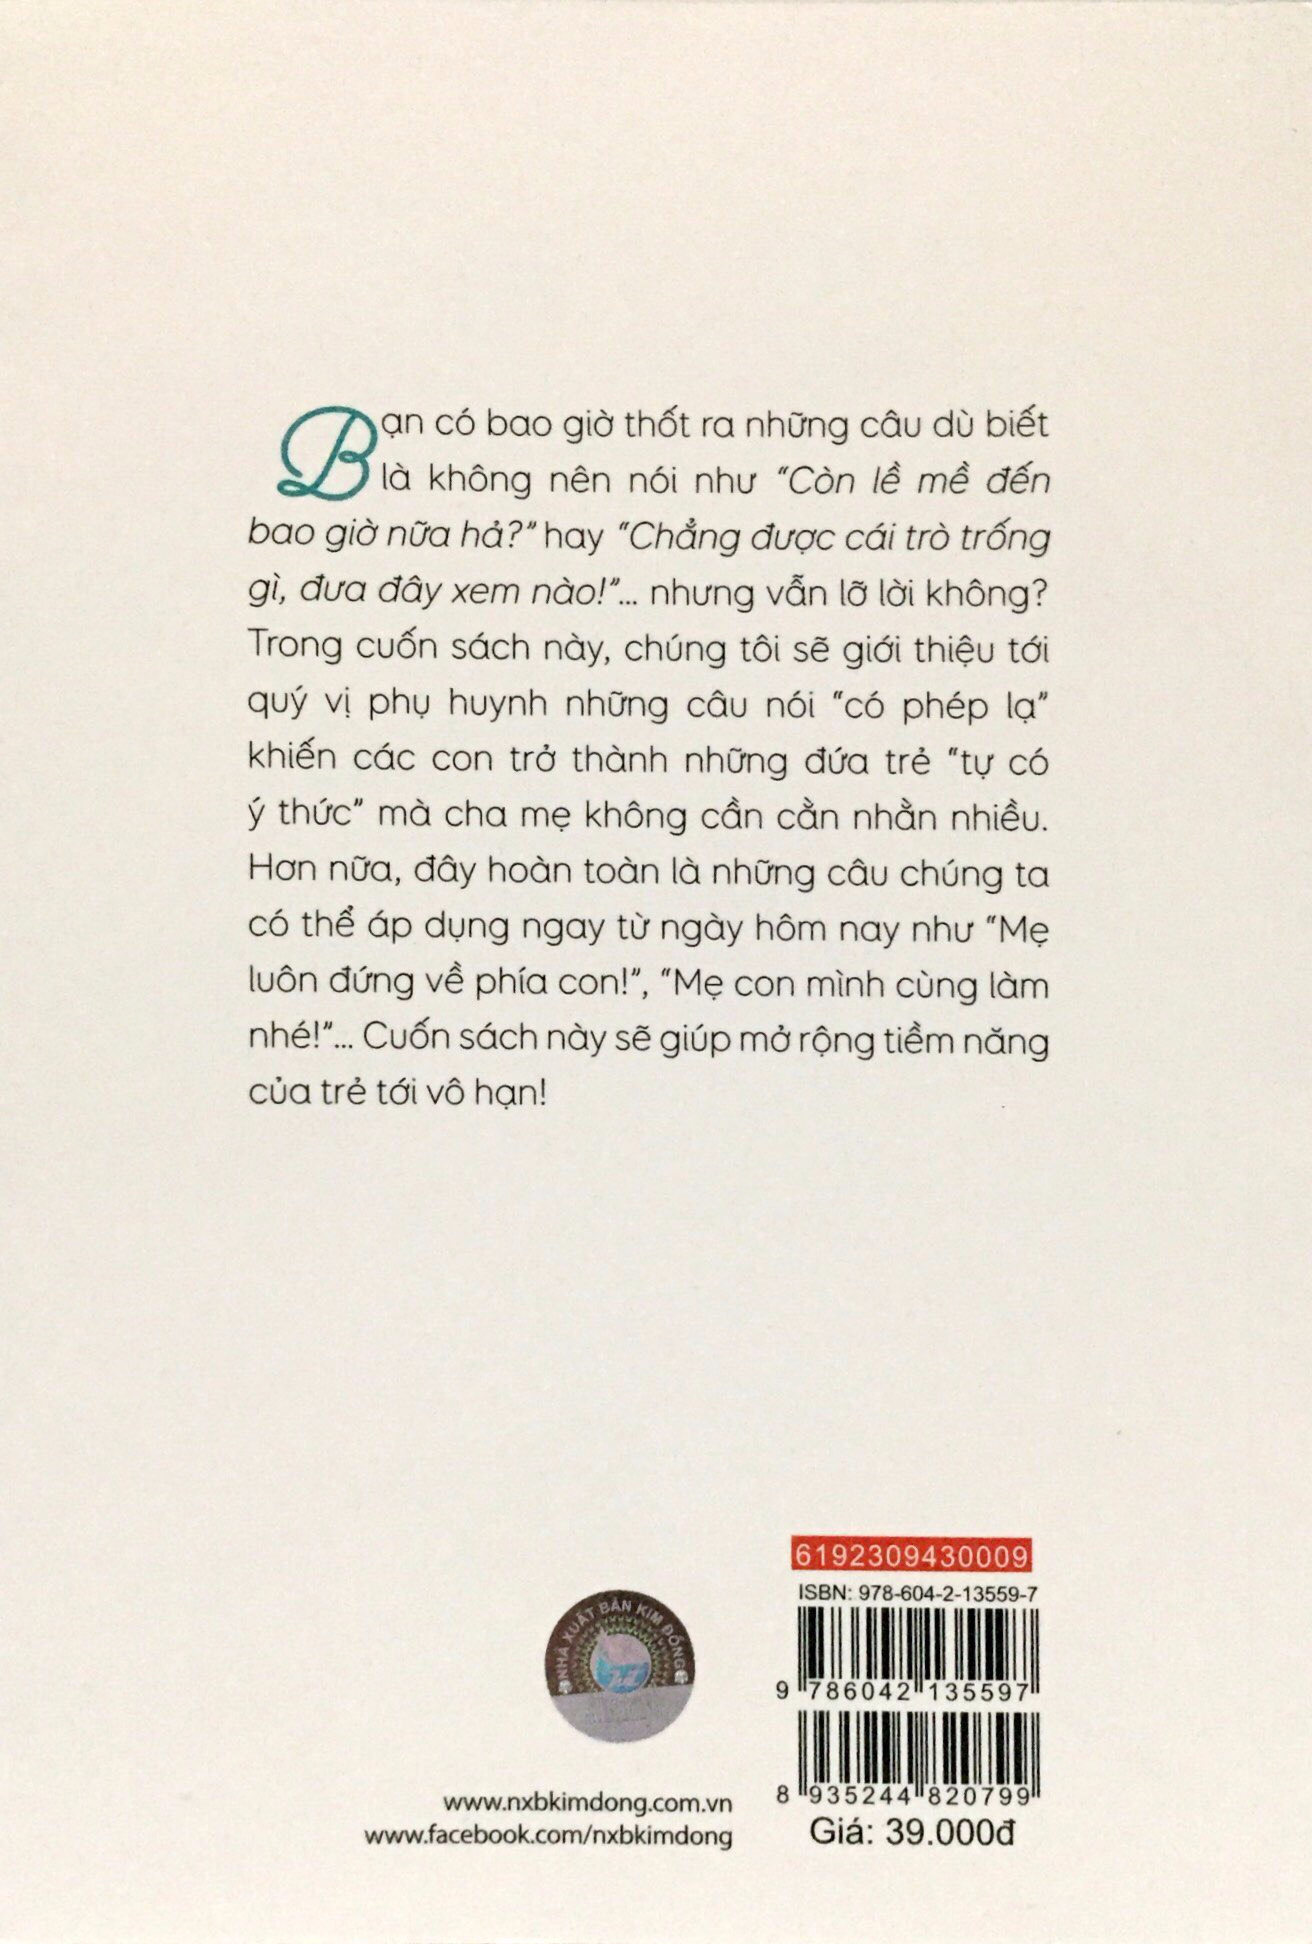 Bạn có bao giờ thốt ra những câu dù biết
là không nên nói như “Còn lề mề đến
bao giờ nữa hả?” hay “Chẳng được cái trò trống
gì, đưa đây xem nào!”... nhưng vẫn lỡ lời không?
Trong cuốn sách này, chúng tôi sẽ giới thiệu tới
quý vị phụ huynh những câu nói “có phép lạ”
khiến các con trở thành những đứa trẻ “tự có
ý thức” mà cha mẹ không cần cằn nhằn nhiều.
Hơn nữa, đây hoàn toàn là những câu chúng ta
có thể áp dụng ngay từ ngày hôm nay như “Mẹ
luôn đứng về phía con!”, “Mẹ con mình cùng làm
nhé!”... Cuốn sách này sẽ giúp mở rộng tiềm năng
của trẻ tới vô hạn!
6192309430009
ISBN: 978-604-2-13559-7
9 786042 135597
NHÀ XUẤT BẢN KIM ĐỒNG
8 935244 820799
www.nxbkimdong.com.vn
www.facebook.com/nxbkimdong
Giá: 39.000đ